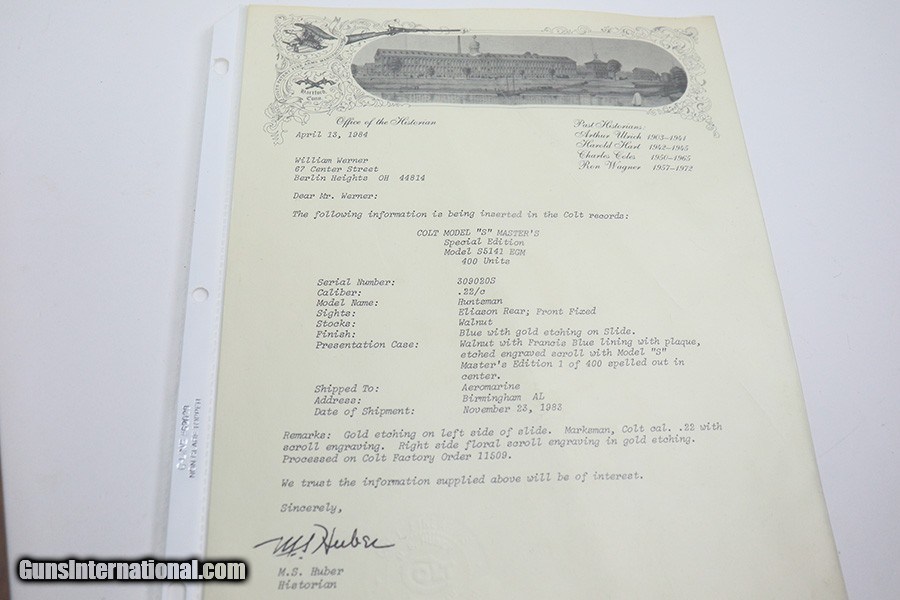 Hartford,
Conn
Office of the Historian
April 13, 1984
Past Historians
Arthur Ulrich 1903-1941
Harold Hart 1942-1945
Charles Coles 1950-1965
Ron Wagner 1957-1972
William Werner
67 Center Street
Berlin Heights OH 44814
Dear Mr. Werner:
The following information is being inserted in the Colt records:
COLT MODEL "S" MASTER'S
Special Edition
Model S5141 EGM
400 Units
Serial Number: 309020S
Caliber: .22/c
Model Name: Huntsman
Sights: Eliason Rear; Front Fixed
Stocks: Walnut
Finish: Blue with gold etching on Slide.
Presentation Case: Walnut with Francis Blue lining with plaque,
etched engraved scroll with Model "S"
Master's Edition 1 of 400 spelled out in
center.
Shipped To: Aeromarine
Address: Birmingham AL
Date of Shipment: November 23, 1983
Remarks: Gold etching on left side of slide. Marksman, Colt cal. .22 with
scroll engraving. Right side floral scroll engraving in gold etching.
Processed on Colt Factory Order 11509.
We trust the information supplied above will be of interest.
Sincerely,
M.S. Huber
M.S. Huber
Historian
GunsInternational.com